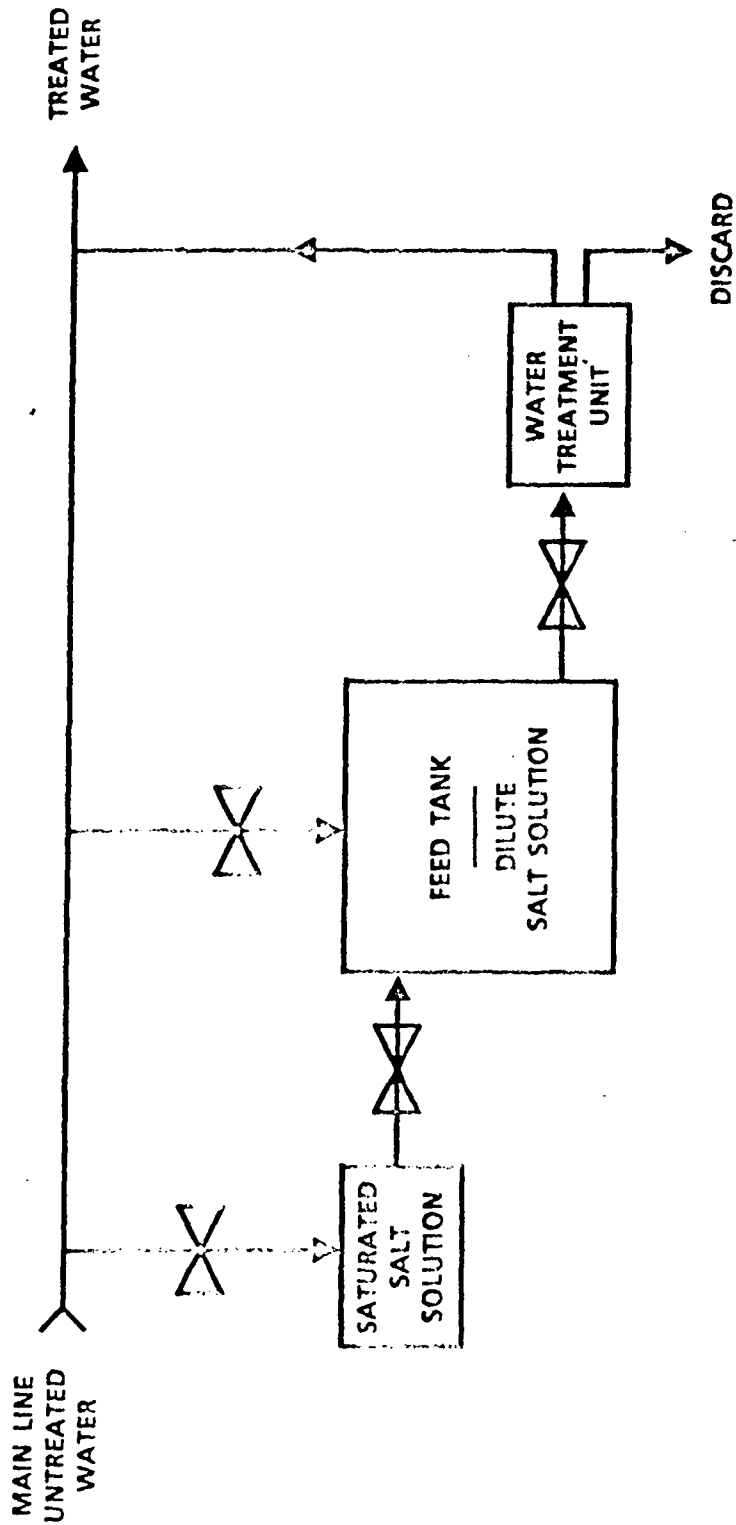 MAIN LINE
UNTREATED
WATER
TREATED
WATER
SATURATED
SALT
SOLUTION
FEED TANK
DILUTE
SALT SOLUTION
WATER
TREATMENT
UNIT
DISCARD